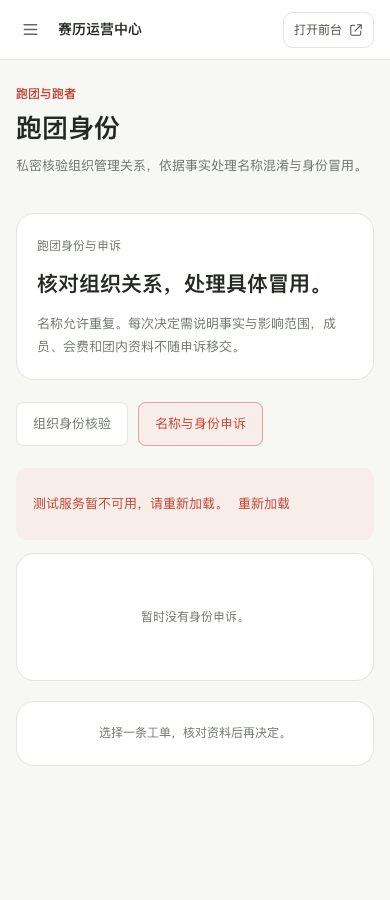 赛历运营中心
打开前台
跑团与跑者
跑团身份
私密核验组织管理关系，依据事实处理名称混淆与身份冒用。
跑团身份与申诉
核对组织关系，处理具体冒用。
名称允许重复。每次决定需说明事实与影响范围，成
员、会费和团内资料不随申诉移交。
组织身份核验
名称与身份申诉
测试服务暂不可用，请重新加载。 重新加载
暂时没有身份申诉。
选择一条工单，核对资料后再决定。